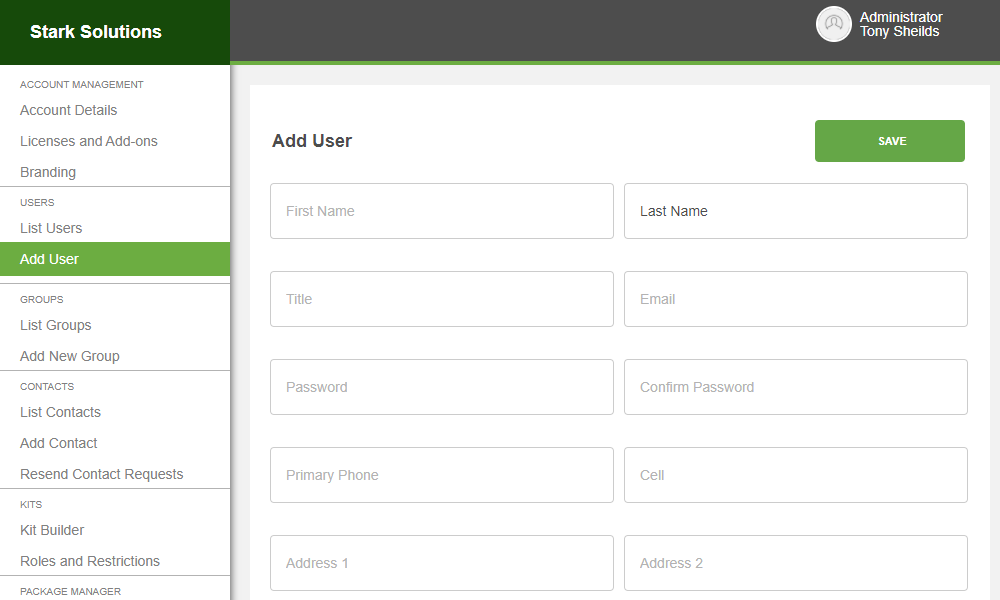 Stark Solutions
Administrator
Tony Sheilds
ACCOUNT MANAGEMENT
Account Details
Licenses and Add-ons
Branding
USERS
List Users
Add User
GROUPS
List Groups
Add New Group
CONTACTS
List Contacts
Add Contact
Resend Contact Requests
KITS
Kit Builder
Roles and Restrictions
PACKAGE MANAGER
Add User
SAVE
First Name
Last Name
Title
Email
Password
Confirm Password
Primary Phone
Cell
Address 1
Address 2